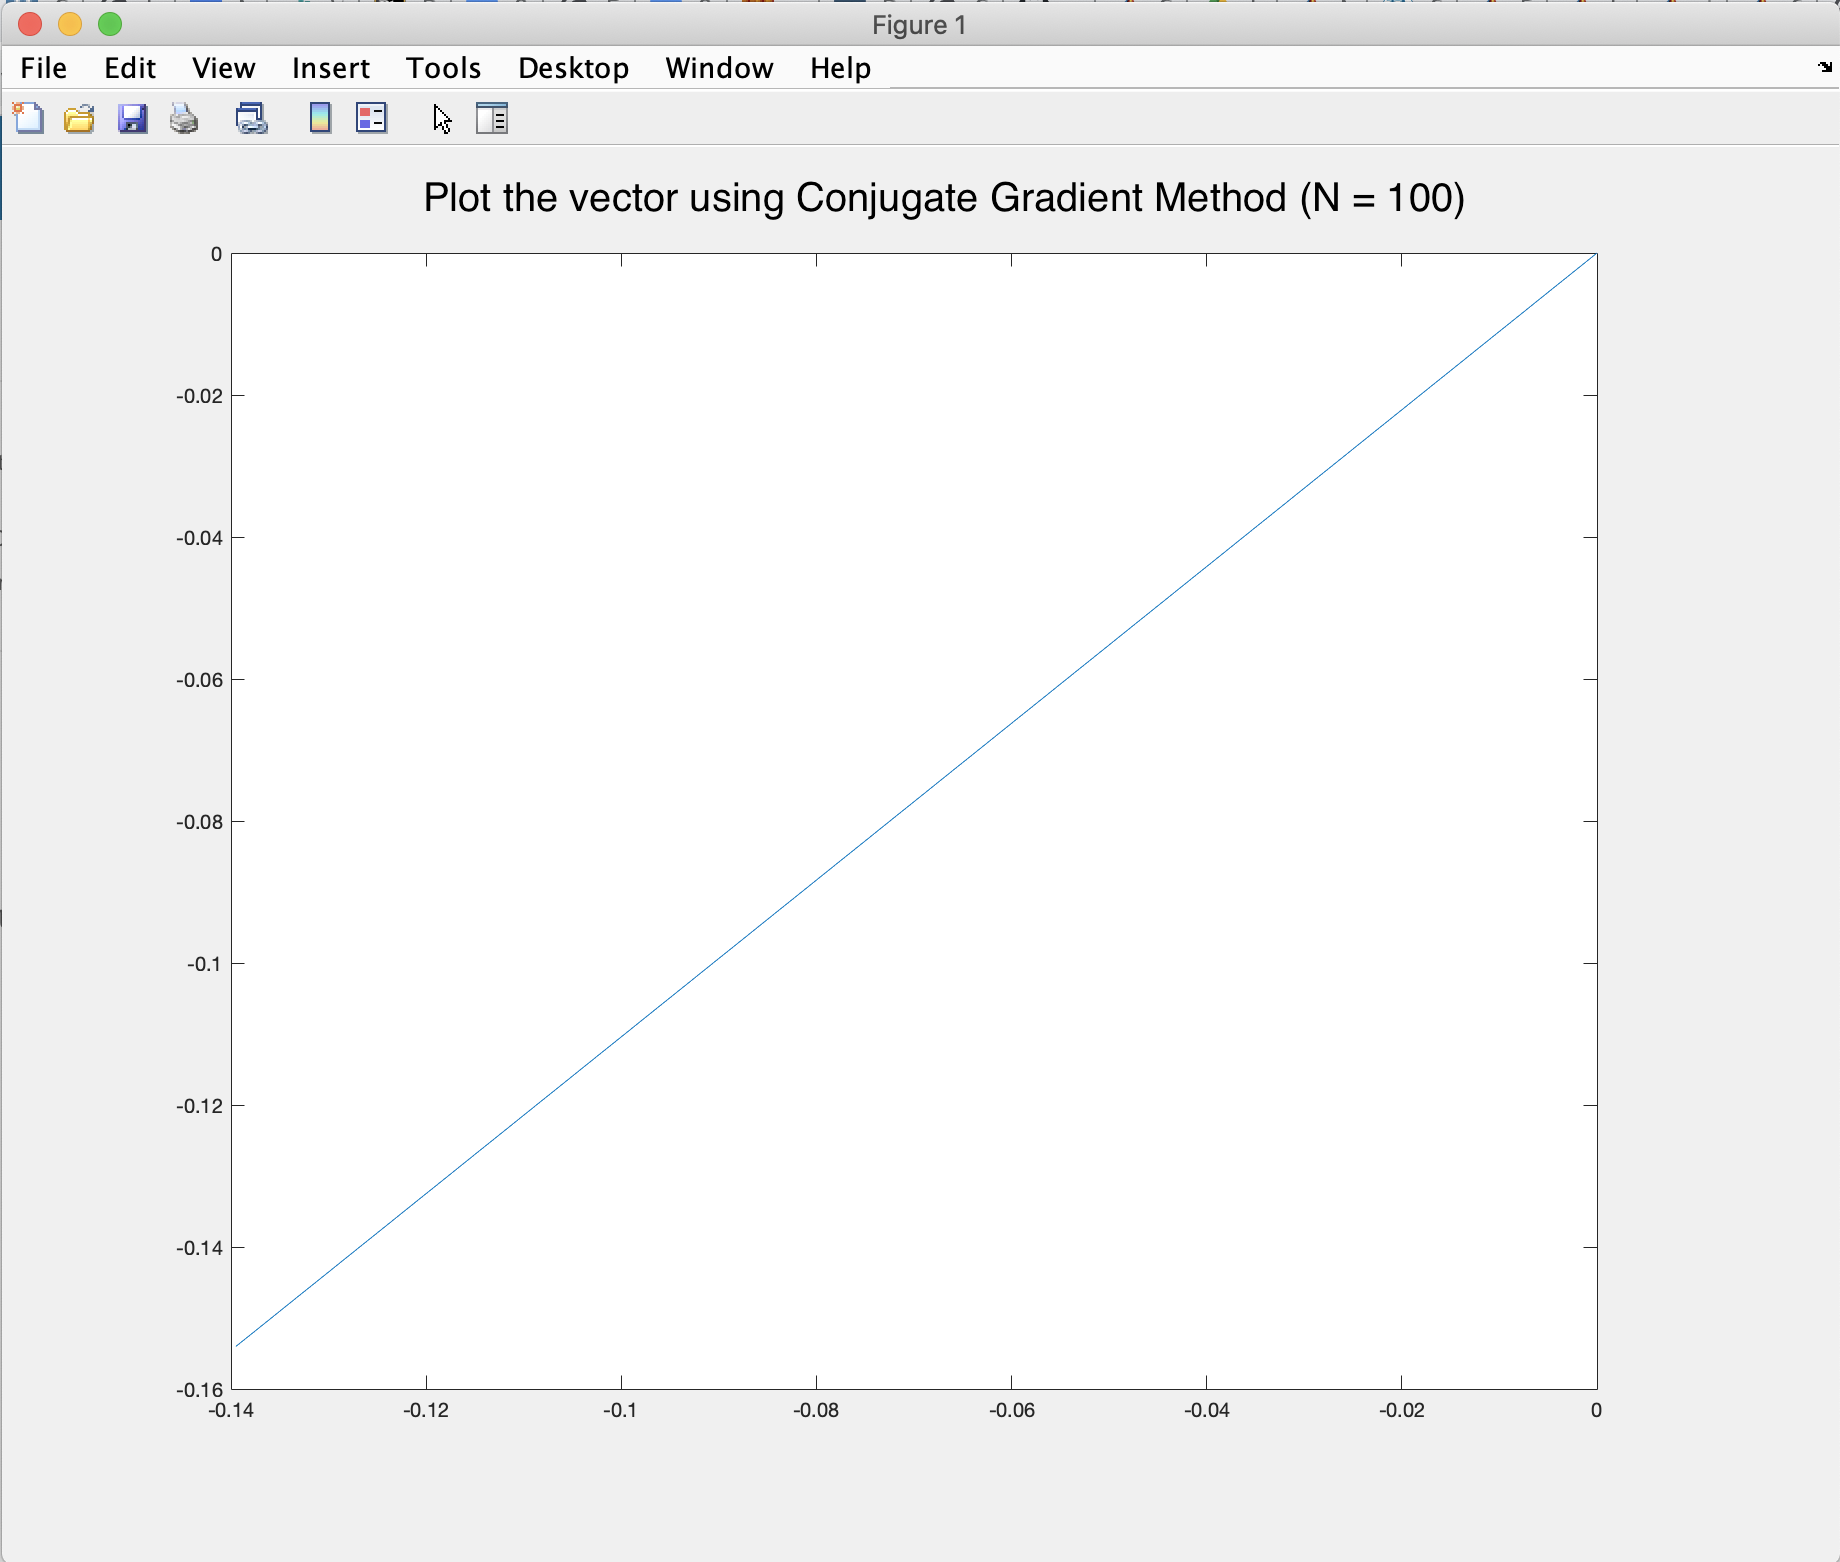 Figure 1
File Edit View Insert Tools Desktop Window Help
Plot the vector using Conjugate Gradient Method (N = 100)
0
-0.02
-0.04
-0.06
-0.08
-0.1
-0.12
-0.14
-0.16
-0.14 -0.12 -0.1 -0.08 -0.06 -0.04 -0.02 0